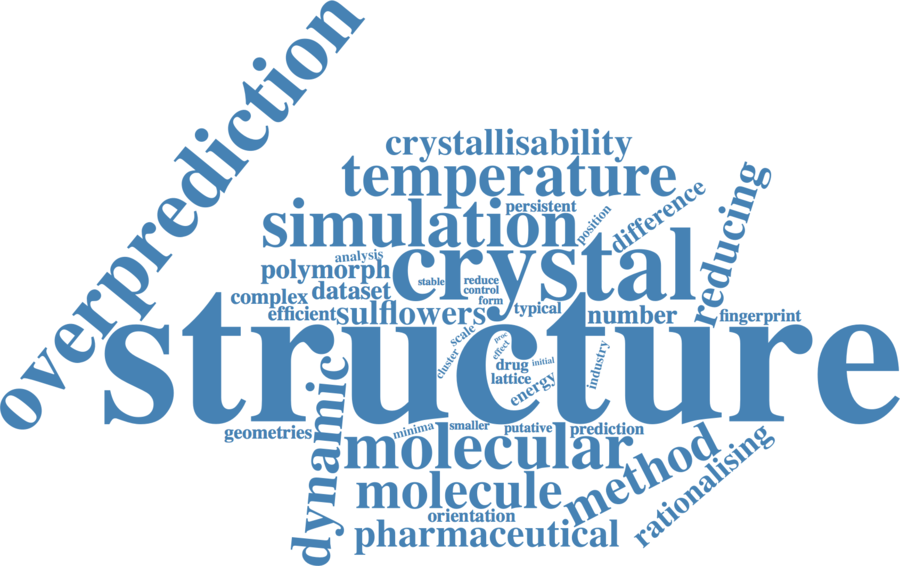 overprediction
crystallisability
temperature
persistent
position
difference
reducing
simulation
analysis
polymorph
crystal
stable
reduce
control
form
complex
dataset
efficient
sulflowers
typical
number
fingerprint
structure
scale
cluster
proc
effect
drug
initial
lattice
energy
industry
geometries
dynamic
minima
smaller
putative
prediction
molecular
method
rationalising
molecule
orientation
pharmaceutical